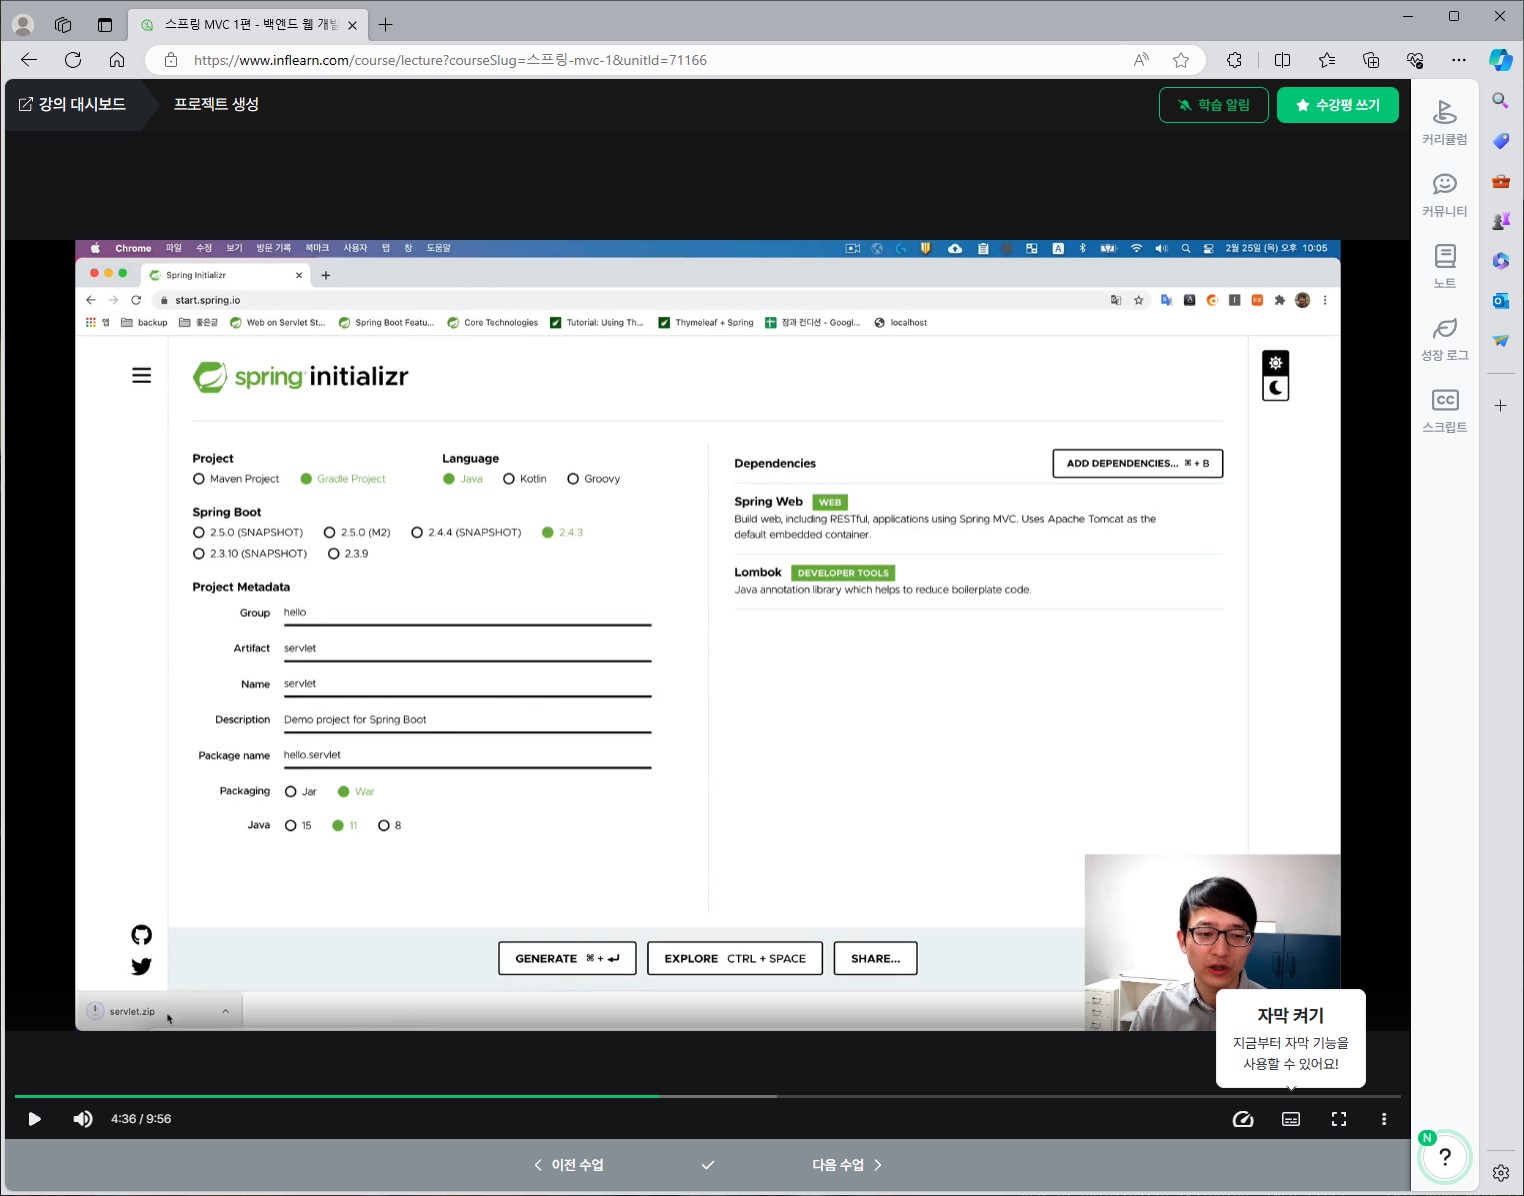 스프링 MVC 1편 - 백엔드 웹 개발
https://www.inflearn.com/course/lecture?courseSlug=스프링-mvc-1&unitId=71166
강의 대시보드
프로젝트 생성
학습 알림
수강평 쓰기
커리큘럼
커뮤니티
노트
성장 로그
CC
스크립트
Chrome 파일 수정 보기 방문 기록 북마크 사용자 탭 창 도움말
A
2월 25일 (목) 오후 10:05
Spring Initializr
start.spring.io
앱 backup 좋은글 Web on Servlet St... Spring Boot Featu... Core Technologies Tutorial: Using Th... Thymeleaf + Spring 장과 컨디션 - Googl... localhost
spring initializr
Project
Maven Project Gradle Project
Language
Java Kotlin Groovy
Spring Boot
2.5.0 (SNAPSHOT) 2.5.0 (M2) 2.4.4 (SNAPSHOT) 2.4.3
2.3.10 (SNAPSHOT) 2.3.9
Project Metadata
Group hello
Artifact servlet
Name servlet
Description Demo project for Spring Boot
Package name hello.servlet
Packaging Jar War
Java 15 11 8
Dependencies
ADD DEPENDENCIES... ⌘ + B
Spring Web WEB
Build web, including RESTful, applications using Spring MVC. Uses Apache Tomcat as the
default embedded container.
Lombok DEVELOPER TOOLS
Java annotation library which helps to reduce boilerplate code.
GENERATE ⌘ + ↵
EXPLORE CTRL + SPACE
SHARE...
servlet.zip
자막 켜기
지금부터 자막 기능을
사용할 수 있어요!
4:36 / 9:56
이전 수업
다음 수업
N
?